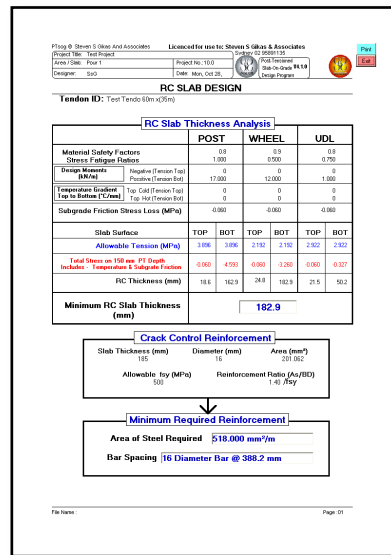 PTsog © Steven S Gikas And Associates Licenced for use to: Steven S Gikas & Associates
Sydney 02 95891135
Project Title: Test Project
Area / Slab: Pour 1 Project No.: 10.0
Designer: SsG Date: Mon, Oct 28,
Post-Tensioned
Slab-On-Grade V4.1.0
Design Program
Print
Exit
RC SLAB DESIGN
Tendon ID: Test Tendo 60m x(35m)
RC Slab Thickness Analysis
POST WHEEL UDL
Material Safety Factors 0.8 0.9 0.8
Stress Fatigue Ratios 1.000 0.500 0.750
Design Moments (kN/m) Negative (Tension Top) 0 0 0
Possitive (Tension Bot) 17.000 12.000 1.000
Temperature Gradient Top to Bottom (°C/mm) Top Cold (Tension Top) 0 0 0
Top Hot (Tension Bot) 0 0 0
Subgrade Friction Stress Loss (MPa) -0.060 -0.060 -0.060
Slab Surface TOP BOT TOP BOT TOP BOT
Allowable Tension (MPa) 3.896 3.896 2.192 2.192 2.922 2.922
Total Stress on 150 mm PT Depth
Includes - Temperature & Subgrate Friction -0.060 -4.593 -0.060 -3.260 -0.060 -0.327
RC Thickness (mm) 18.6 162.9 24.8 182.9 21.5 50.2
Minimum RC Slab Thickness (mm) 182.9
Crack Control Reinforcement
Slab Thickness (mm) Diameter (mm) Area (mm²)
185 16 201.062
Allowable fsy (MPa) Reinforcement Ratio (As/BD)
500 1.40 /fsy
Minimum Required Reinforcement
Area of Steel Required 518.000 mm²/m
Bar Spacing 16 Diameter Bar @ 388.2 mm
File Name : Page : 01